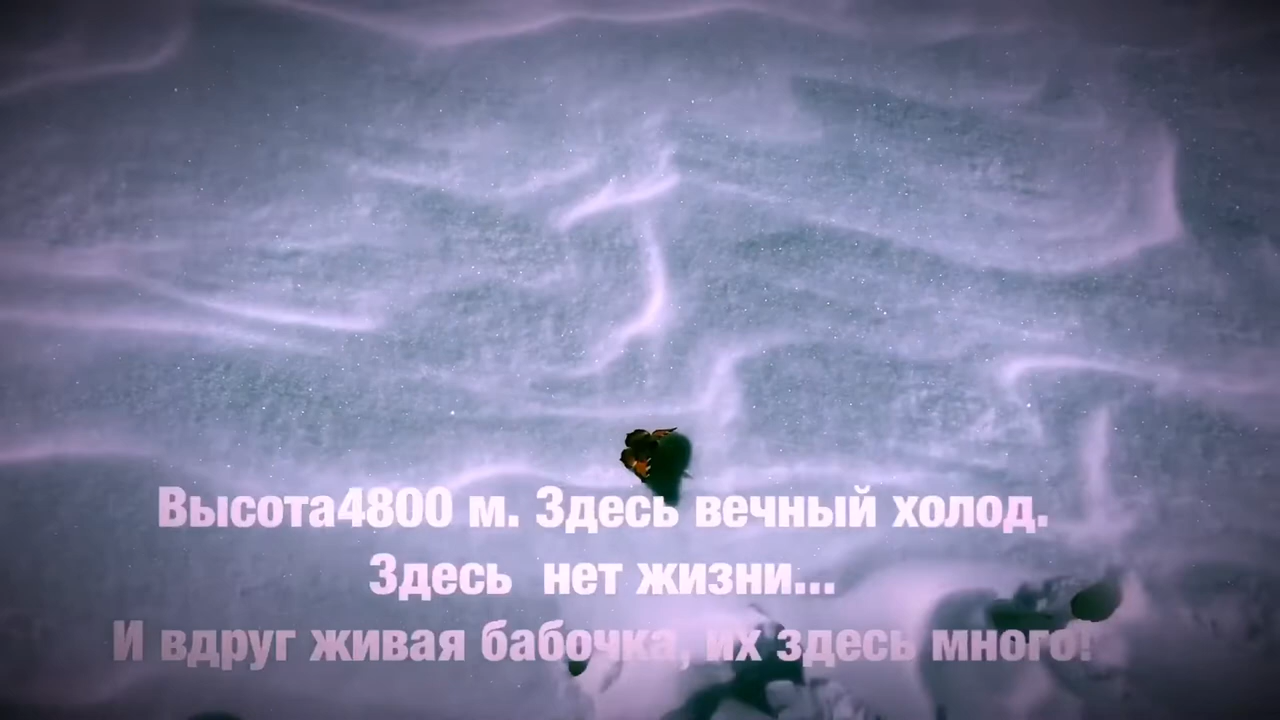 Высота4800 м. Здесь вечный холод.
Здесь нет жизни...
И вдруг живая бабочка, их здесь много!